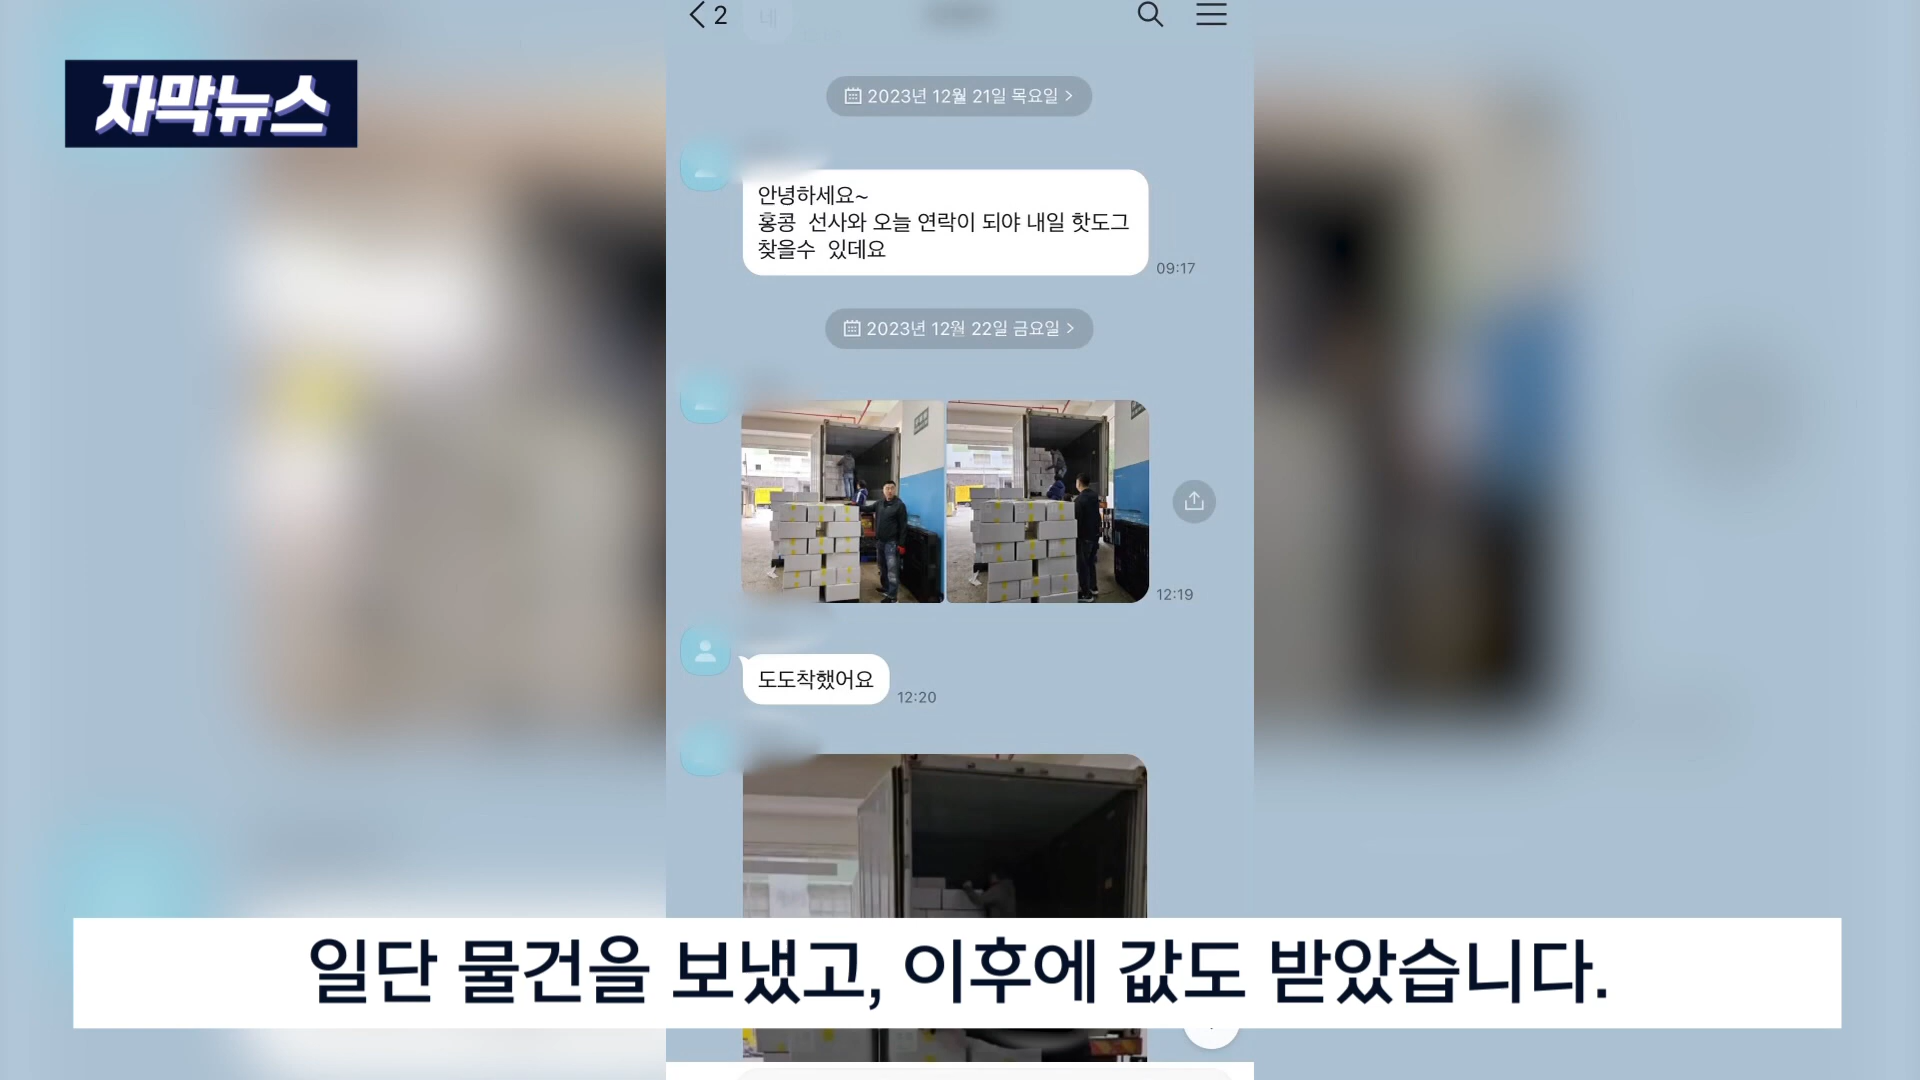 자막뉴스
2
네
2023년 12월 21일 목요일 >
안녕하세요~
홍콩 선사와 오늘 연락이 되야 내일 핫도그
찾을수 있데요
09:17
2023년 12월 22일 금요일 >
12:19
도도착했어요
12:20
일단 물건을 보냈고, 이후에 값도 받았습니다.